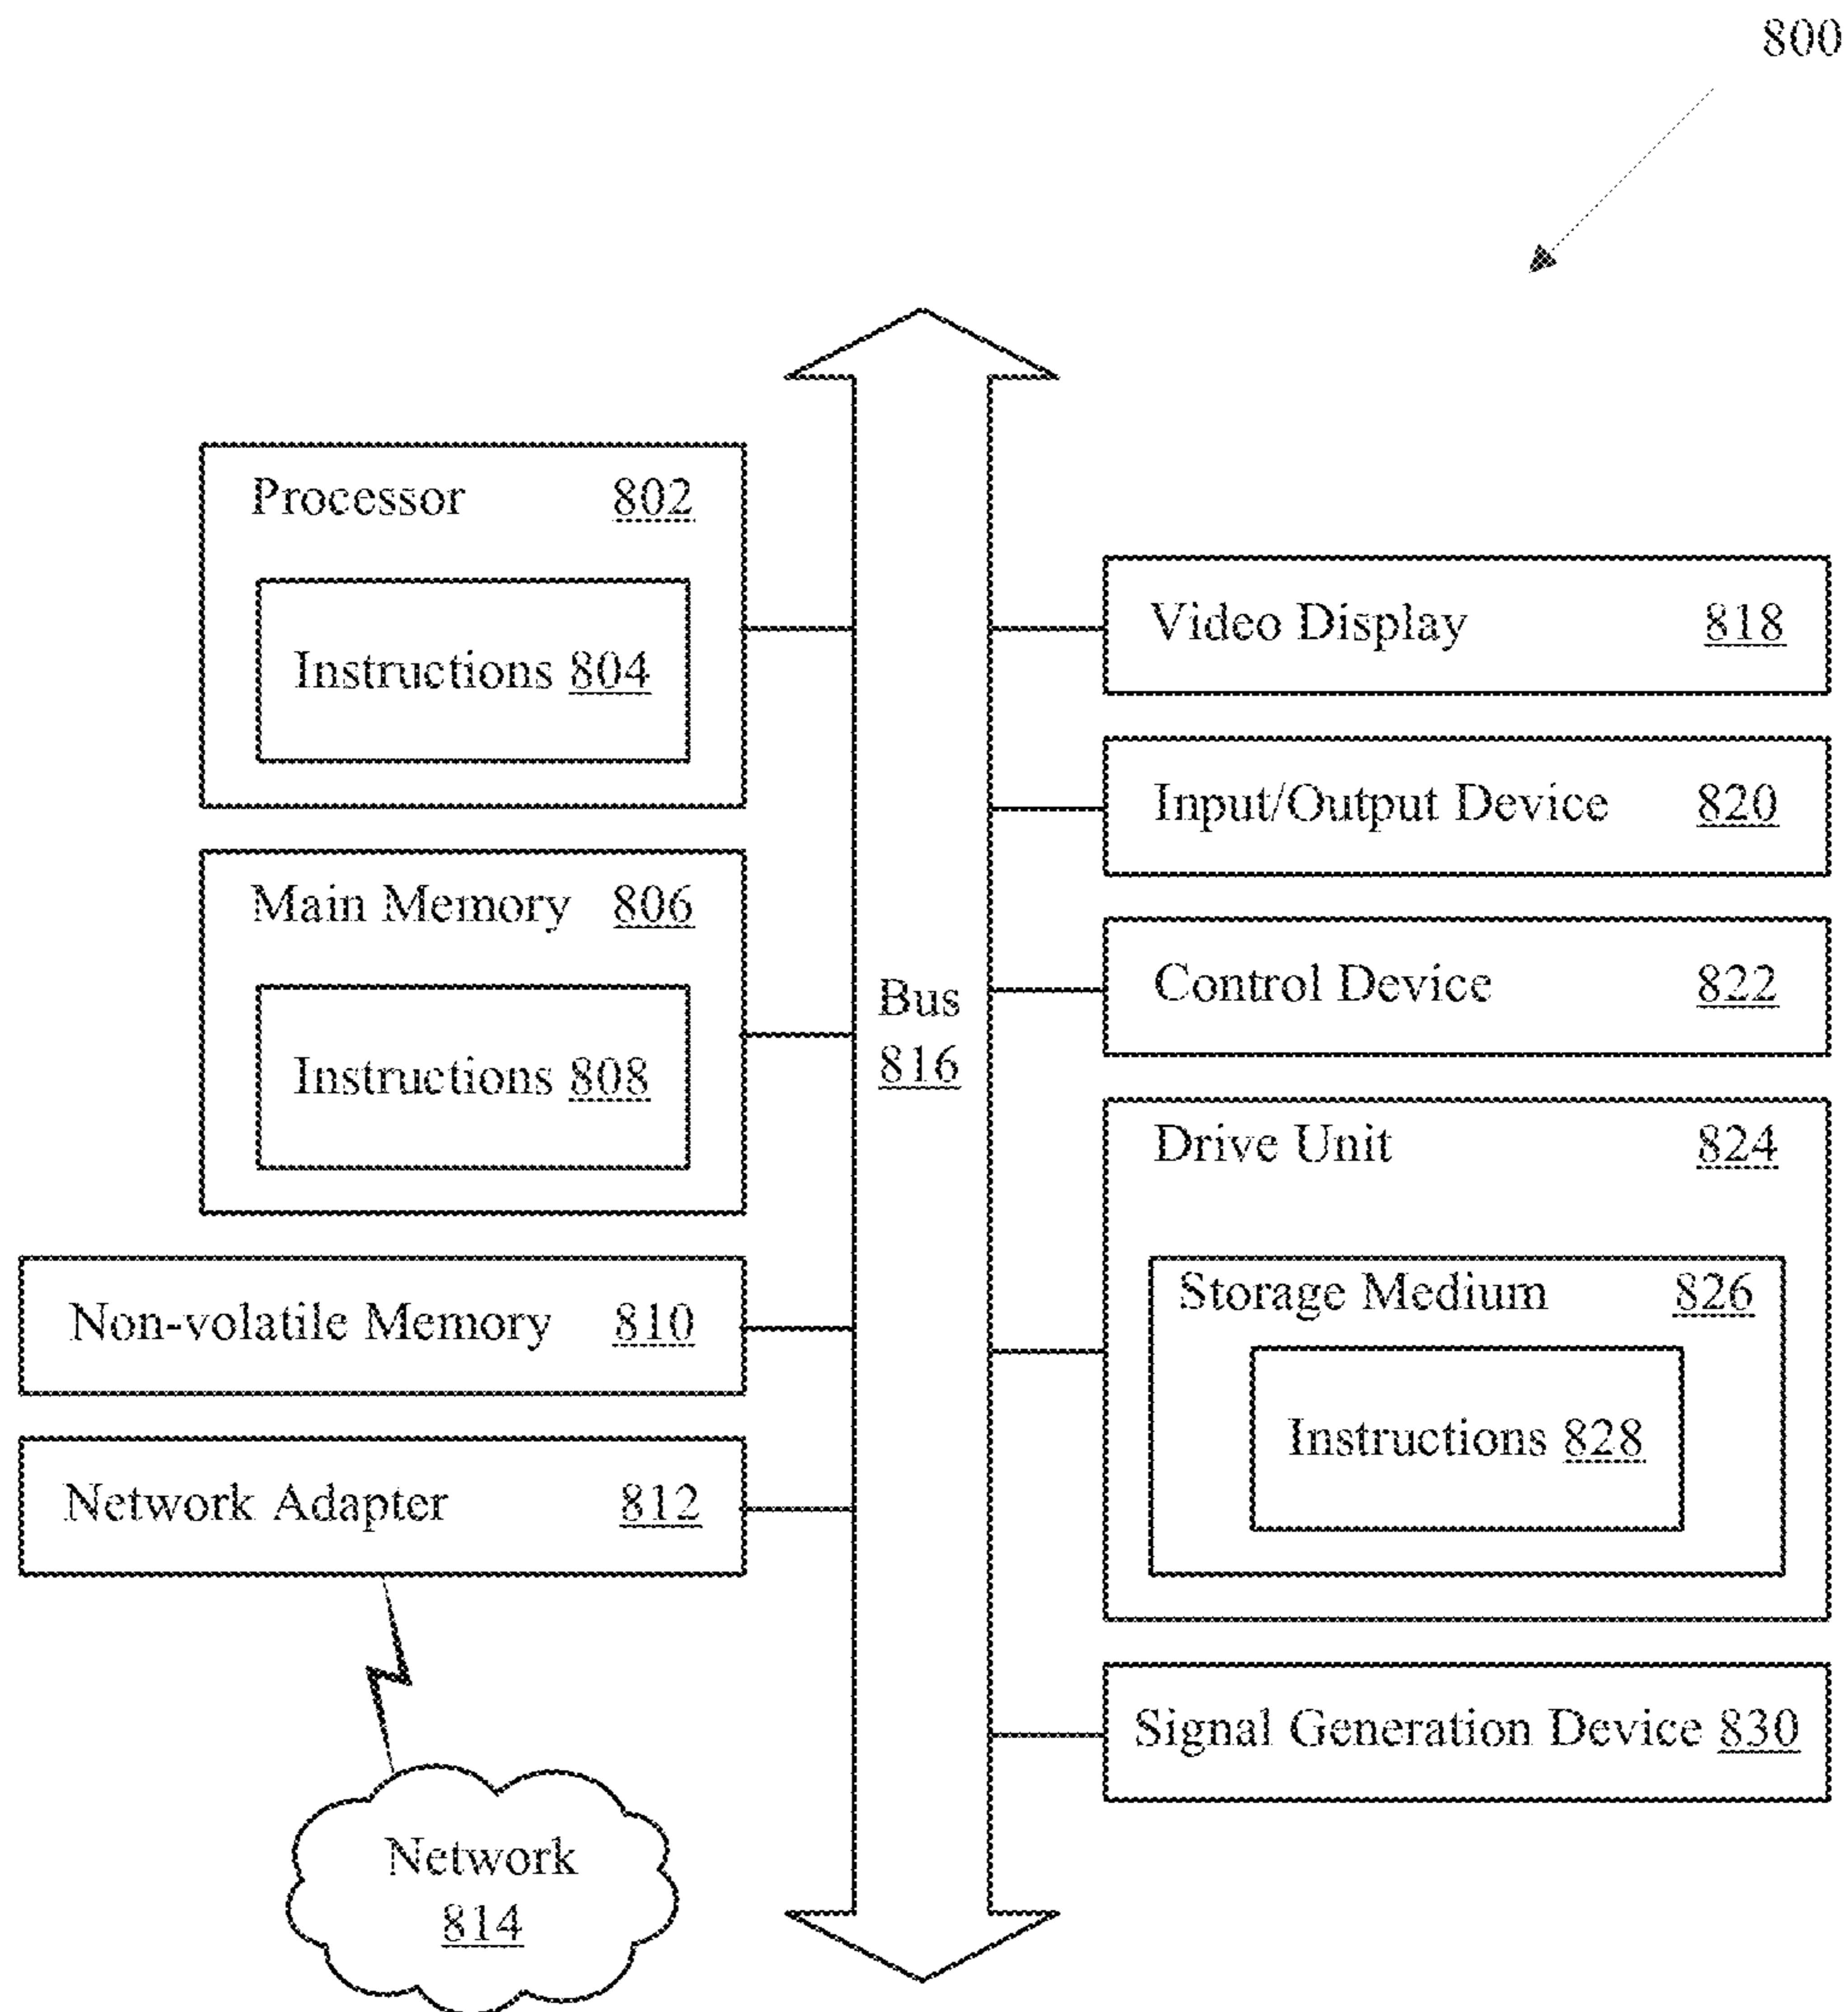 800
Processor 802
Instructions 804
Main Memory 806
Instructions 808
Non-volatile Memory 810
Network Adapter 812
Network
814
Bus
816
Video Display 818
Input/Output Device 820
Control Device 822
Drive Unit 824
Storage Medium 826
Instructions 828
Signal Generation Device 830